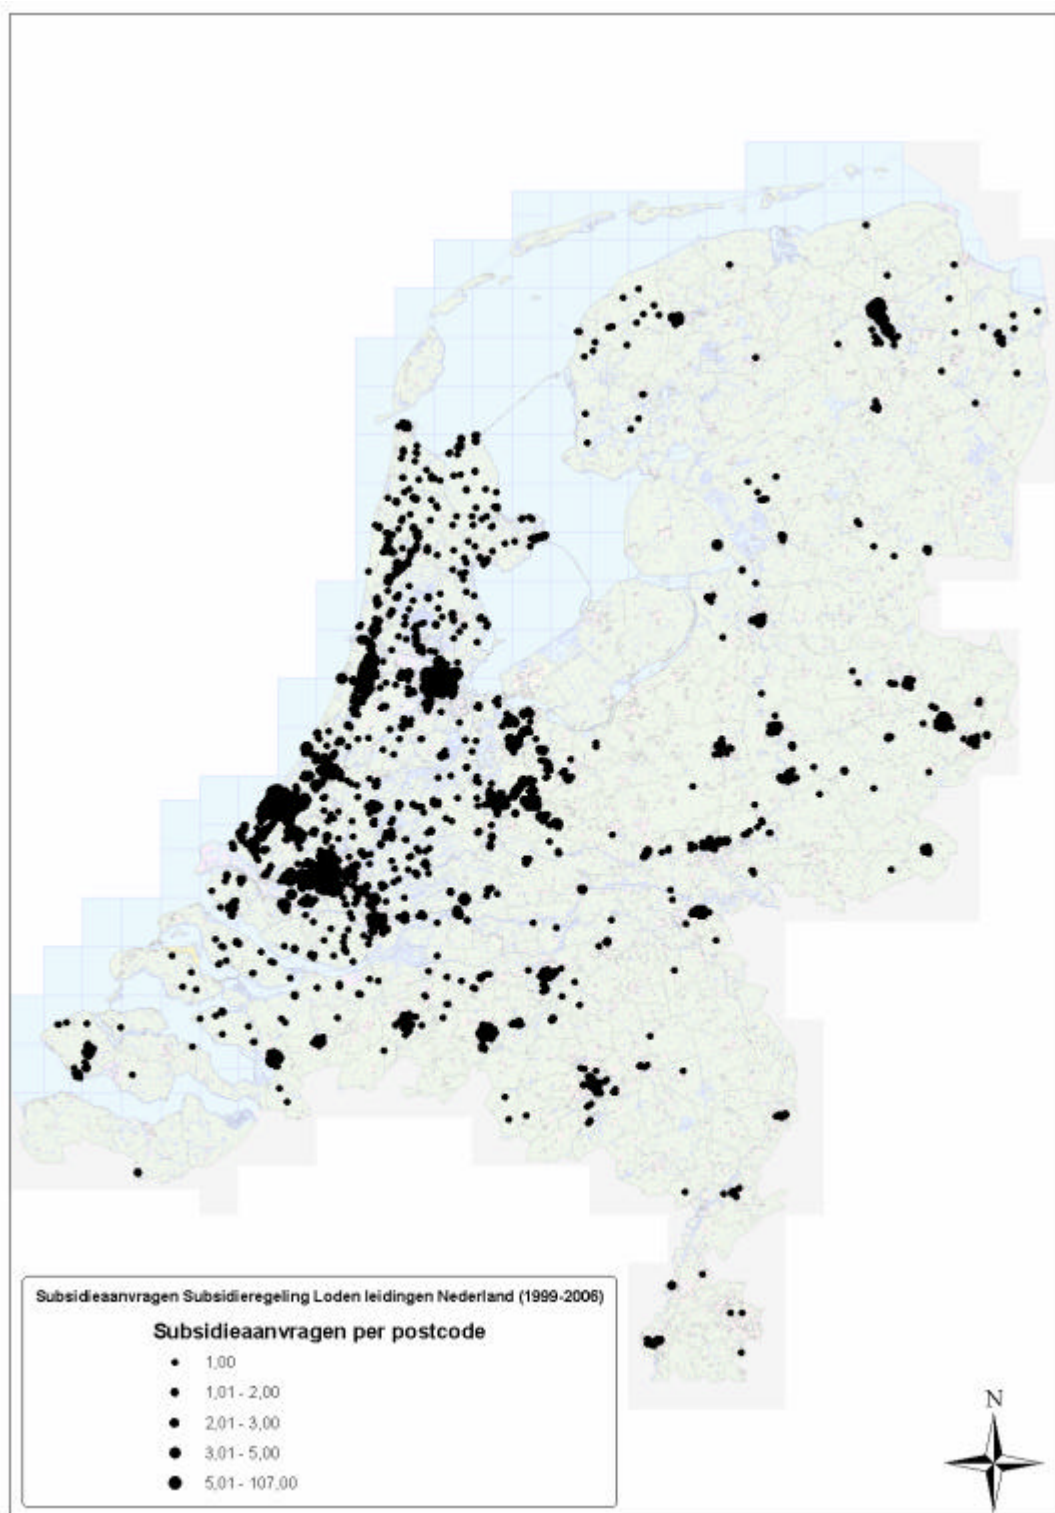 Subsidieaanvragen Subsidieregeling Loden leidingen Nederland (1999-2006)
Subsidieaanvragen per postcode
1,00
1,01 - 2,00
2,01 - 3,00
3,01 - 5,00
5,01 - 107,00
N